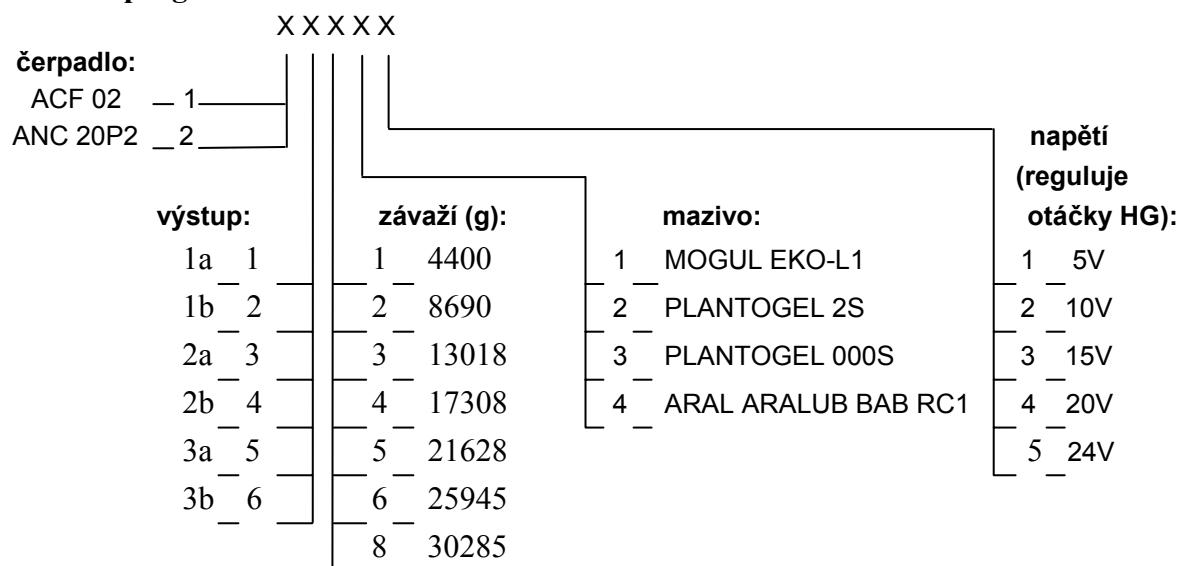 X X X X X
čerpadlo:
ACF 02 1
ANC 20P2 2
napětí
(reguluje
otáčky HG):
výstup: závaží (g): mazivo:
1a 1 1 4400 1 MOGUL EKO-L1 1 5V
1b 2 2 8690 2 PLANTOGEL 2S 2 10V
2a 3 3 13018 3 PLANTOGEL 000S 3 15V
2b 4 4 17308 4 ARAL ARALUB BAB RC1 4 20V
3a 5 5 21628 5 24V
3b 6 6 25945
8 30285